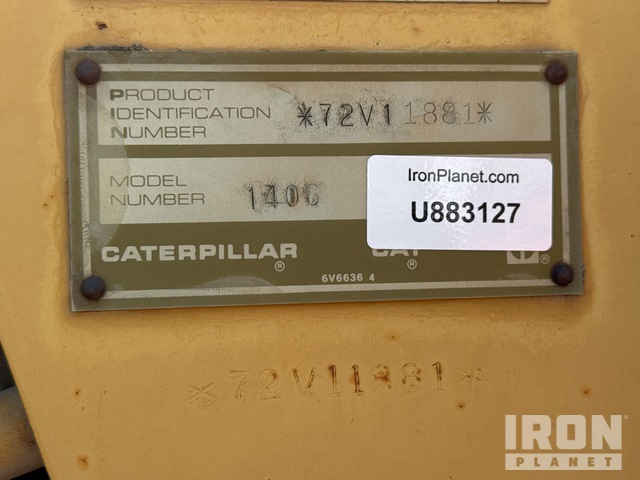 PRODUCT
IDENTIFICATION
NUMBER
*72V11881*
MODEL
NUMBER
140G
IronPlanet.com
U883127
CATERPILLAR ®
CAT ®
®
6V6636 4
*72V11881*
IRON
PLANET